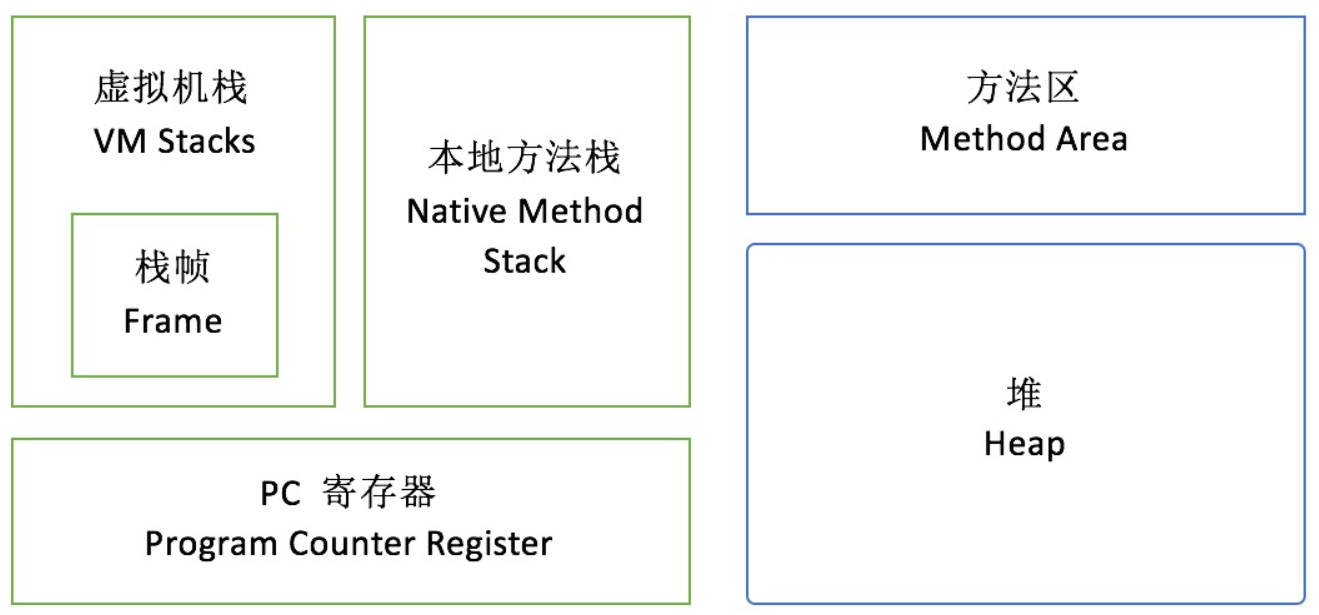 虚拟机栈
VM Stacks
栈帧
Frame
本地方法栈
Native Method
Stack
PC 寄存器
Program Counter Register
方法区
Method Area
堆
Heap